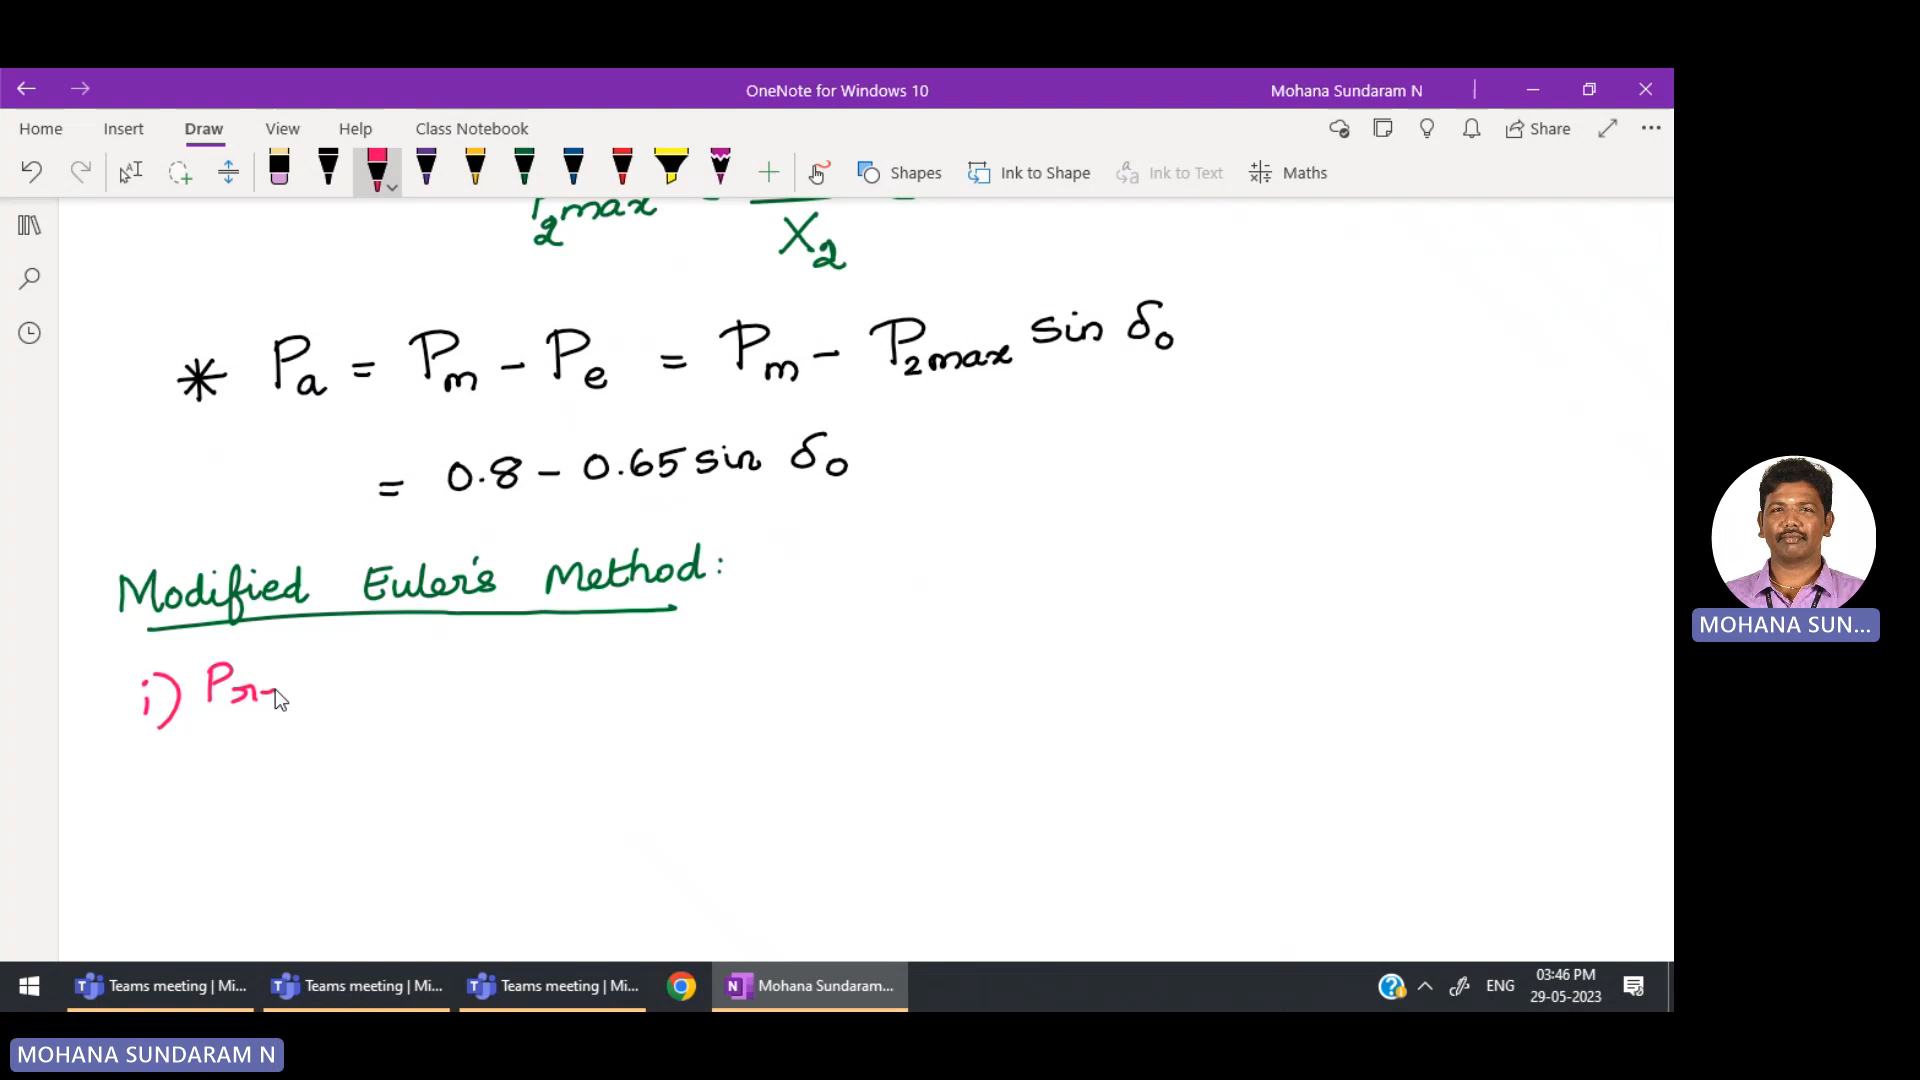 OneNote for Windows 10
Mohana Sundaram N
Home Insert Draw View Help Class Notebook
Share
Shapes
Ink to Shape
Ink to Text
Maths
P2max =
X2
* Pa = Pm - Pe = Pm - P2max sin δ0
= 0.8 - 0.65 sin δ0
Modified Euler's Method:
i) Pr
MOHANA SUN...
Teams meeting | Mi...
Teams meeting | Mi...
Teams meeting | Mi...
Mohana Sundaram...
ENG
03:46 PM
29-05-2023
MOHANA SUNDARAM N